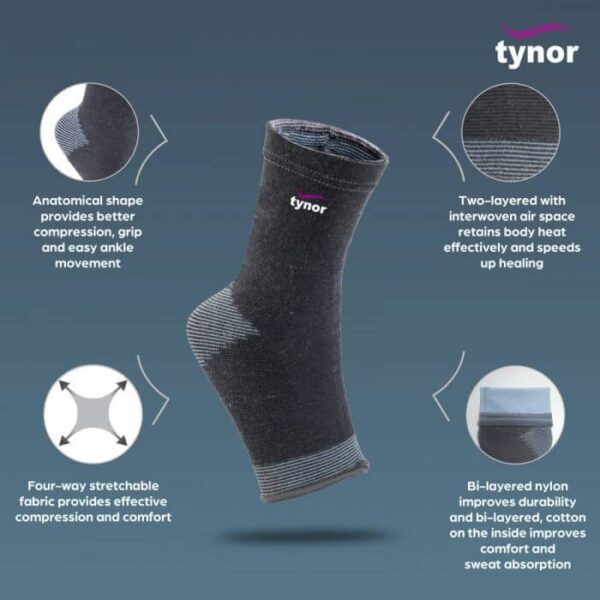 tynor
Anatomical shape
provides better
compression, grip
and easy ankle
movement
tynor
Two-layered with
interwoven air space
retains body heat
effectively and speeds
up healing
Four-way stretchable
fabric provides effective
compression and comfort
Bi-layered nylon
improves durability
and bi-layered, cotton
on the inside improves
comfort and
sweat absorption